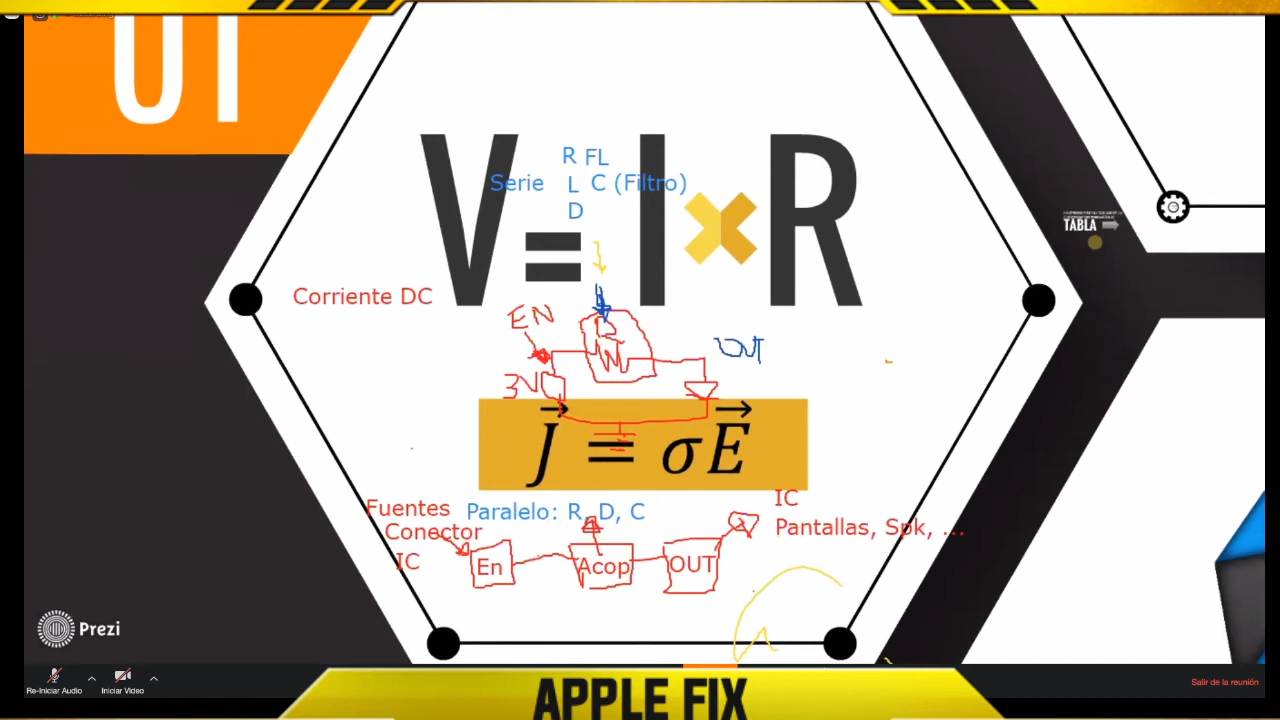 01
V = I × R
R FL
Serie L C (Filtro)
D
TABLA
Corriente DC
EN
OUT
3V
J = σE
IC
Fuentes Paralelo: R, D, C
Pantallas, Spk, ...
Conector
IC
En Acop OUT
Prezi
Re-Iniciar Audio Iniciar Video
Salir de la reunión
APPLE FIX